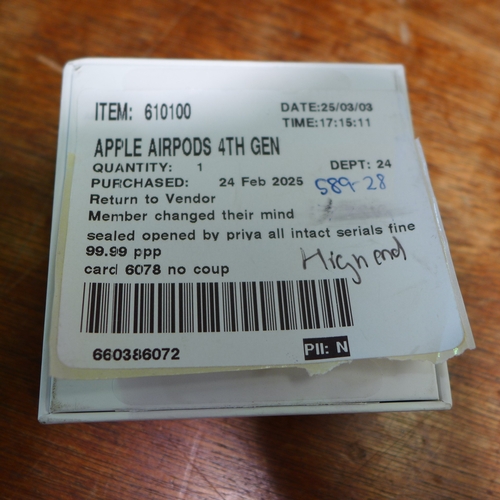 ITEM: 610100
DATE:25/03/03
TIME:17:15:11
APPLE AIRPODS 4TH GEN
QUANTITY: 1
DEPT: 24
PURCHASED: 24 Feb 2025
589-28
Return to Vendor
Member changed their mind
sealed opened by priya all intact serials fine
99.99 ppp
High end
card 6078 no coup
660386072
PII: N